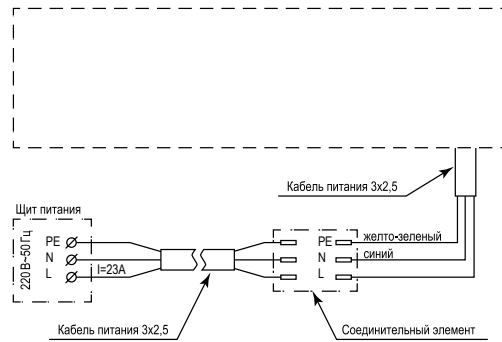 Кабель питания 3х2,5
Щит питания
220 В~50 Гц
PE
N
L
I=23А
PE
N
L
желто-зеленый
синий
Кабель питания 3х2,5
Соединительный элемент